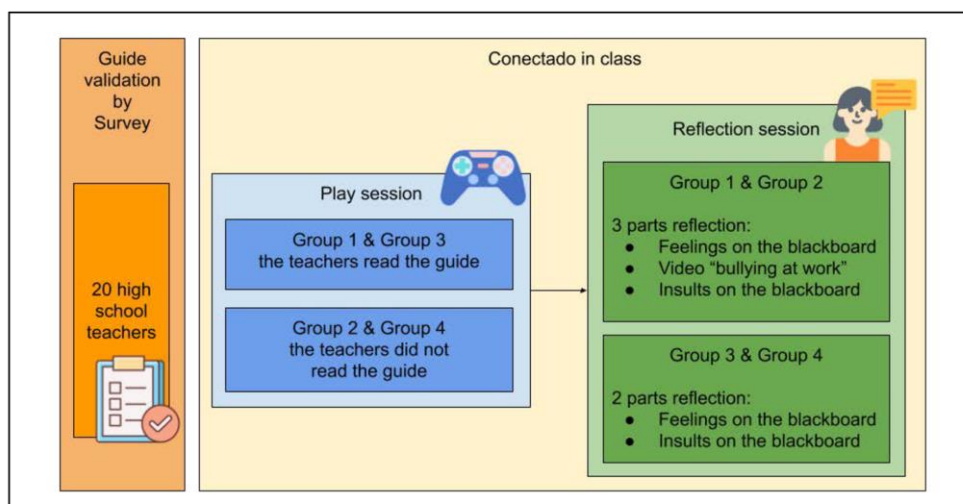 Guide
validation
by
Survey
20 high
school
teachers
Conectado in class
Play session
Group 1 & Group 3
the teachers read the guide
Group 2 & Group 4
the teachers did not
read the guide
Reflection session
Group 1 & Group 2
3 parts reflection:
● Feelings on the blackboard
● Video “bullying at work”
● Insults on the blackboard
Group 3 & Group 4
2 parts reflection:
● Feelings on the blackboard
● Insults on the blackboard